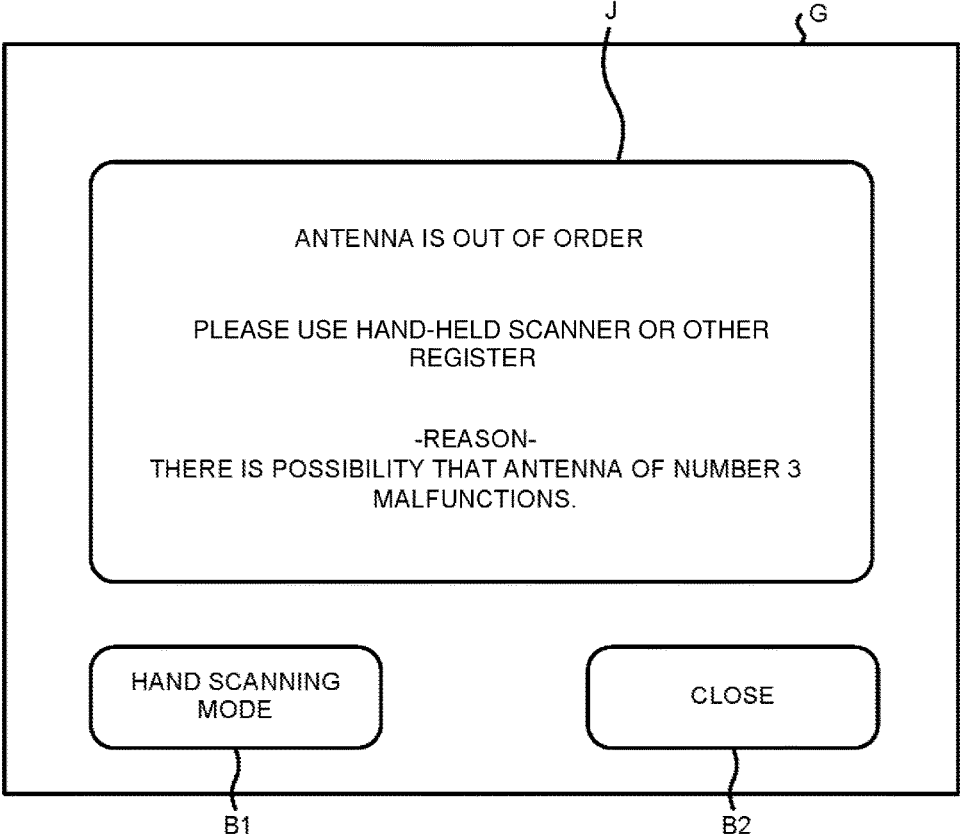 J
G
ANTENNA IS OUT OF ORDER
PLEASE USE HAND-HELD SCANNER OR OTHER
REGISTER
-REASON-
THERE IS POSSIBILITY THAT ANTENNA OF NUMBER 3
MALFUNCTIONS.
HAND SCANNING
MODE
CLOSE
B1
B2